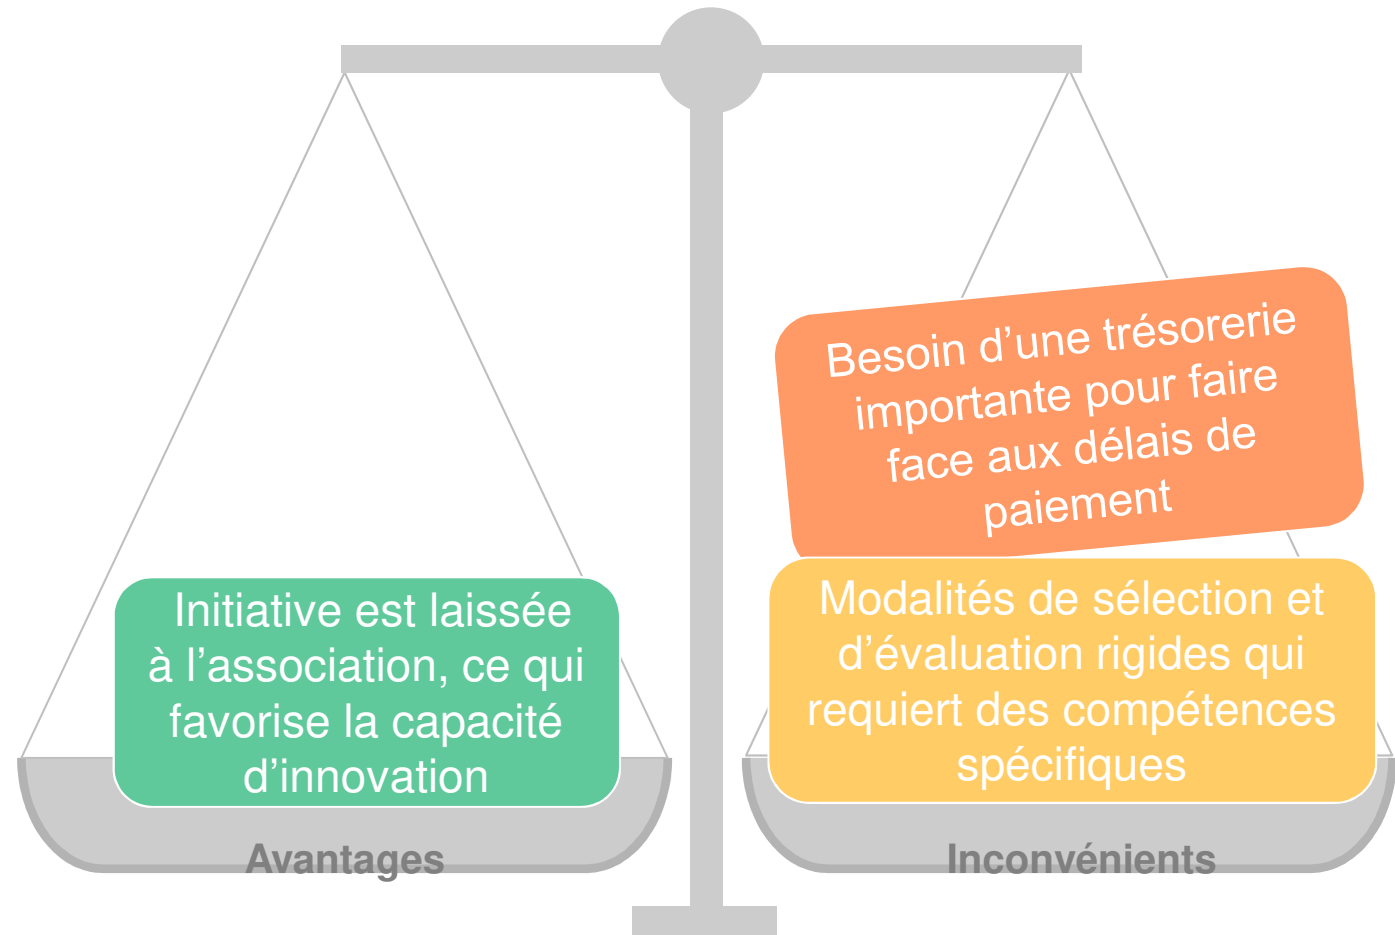 Initiative est laissée
à l’association, ce qui
favorise la capacité
d’innovation
Avantages
Besoin d’une trésorerie
importante pour faire
face aux délais de
paiement
Modalités de sélection et
d’évaluation rigides qui
requiert des compétences
spécifiques
Inconvénients